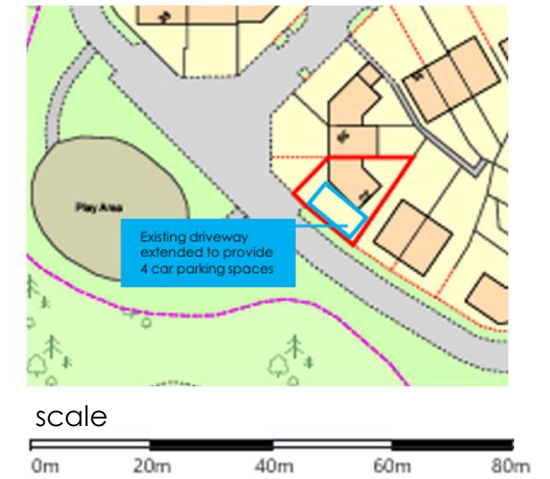 Play Area
Existing driveway
extended to provide
4 car parking spaces
scale
0m 20m 40m 60m 80m